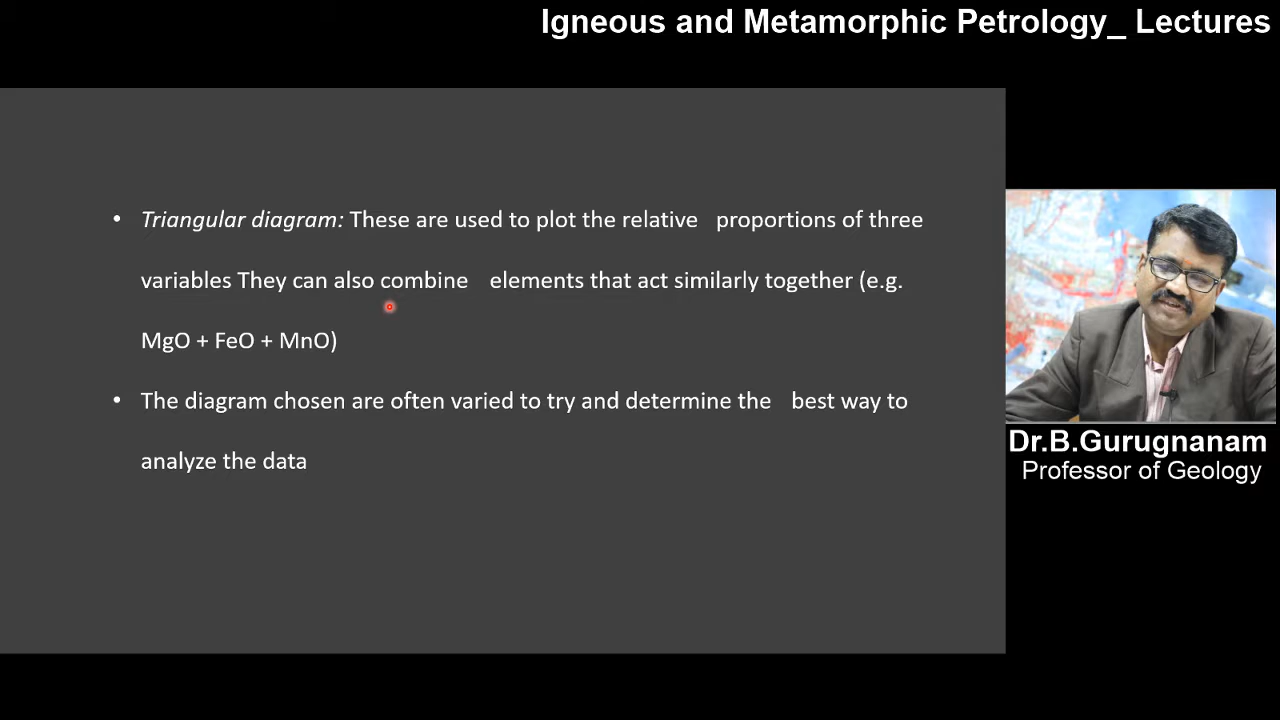 Igneous and Metamorphic Petrology_ Lectures
• Triangular diagram: These are used to plot the relative proportions of three
variables They can also combine elements that act similarly together (e.g.
MgO + FeO + MnO)
• The diagram chosen are often varied to try and determine the best way to
analyze the data
Dr.B.Gurugnanam
Professor of Geology